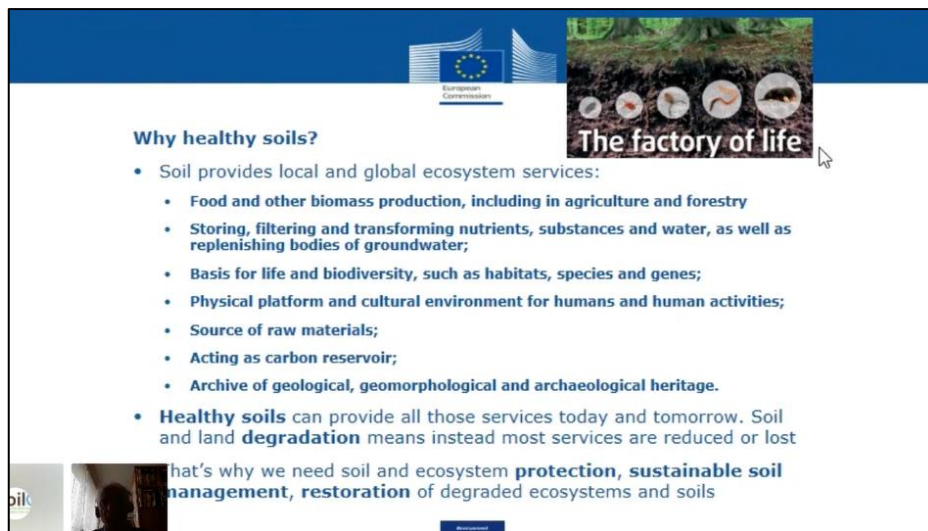 European
Commission
The factory of life
Why healthy soils?
• Soil provides local and global ecosystem services:
• Food and other biomass production, including in agriculture and forestry
• Storing, filtering and transforming nutrients, substances and water, as well as
replenishing bodies of groundwater;
• Basis for life and biodiversity, such as habitats, species and genes;
• Physical platform and cultural environment for humans and human activities;
• Source of raw materials;
• Acting as carbon reservoir;
• Archive of geological, geomorphological and archaeological heritage.
• Healthy soils can provide all those services today and tomorrow. Soil
and land degradation means instead most services are reduced or lost
That's why we need soil and ecosystem protection, sustainable soil
management, restoration of degraded ecosystems and soils